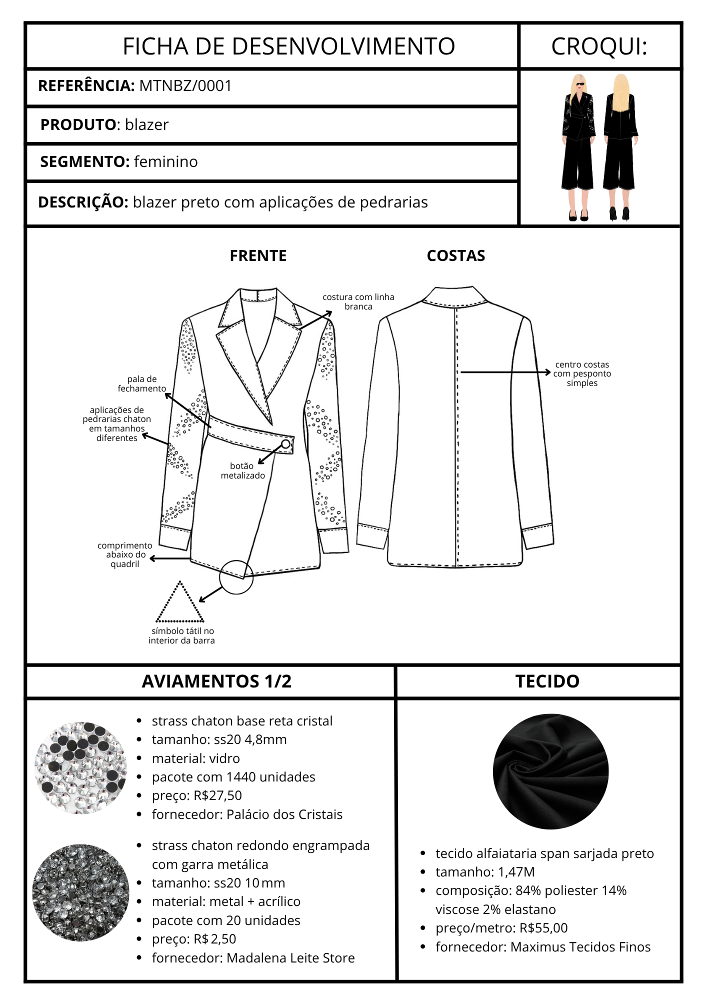 FICHA DE DESENVOLVIMENTO
CROQUI:
REFERÊNCIA: MTNBZ/0001
PRODUTO: blazer
SEGMENTO: feminino
DESCRIÇÃO: blazer preto com aplicações de pedrarias
FRENTE
COSTAS
costura com linha
branca
centro costas
com pesponto
simples
pala de
fechamento
aplicações de
pedrarias chaton
em tamanhos
diferentes
botão
metalizado
comprimento
abaixo do
quadril
símbolo tátil no
interior da barra
AVIAMENTOS 1/2
strass chaton base reta cristal
tamanho: ss20 4,8mm
material: vidro
pacote com 1440 unidades
preço: R$27,50
fornecedor: Palácio dos Cristais
strass chaton redondo engrampada
com garra metálica
tamanho: ss20 10mm
material: metal + acrílico
pacote com 20 unidades
preço: R$ 2,50
fornecedor: Madalena Leite Store
TECIDO
tecido alfaiataria span sarjada preto
tamanho: 1,47M
composição: 84% poliester 14%
viscose 2% elastano
preço/metro: R$55,00
fornecedor: Maximus Tecidos Finos